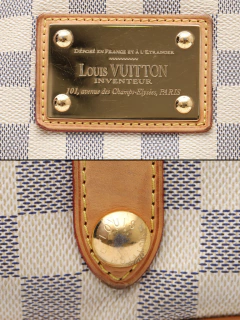 DÉPOSÉ EN FRANCE ET À L'ÉTRANGER
LOUIS VUITTON
INVENTEUR
101, avenue des Champs-Elysées, PARIS